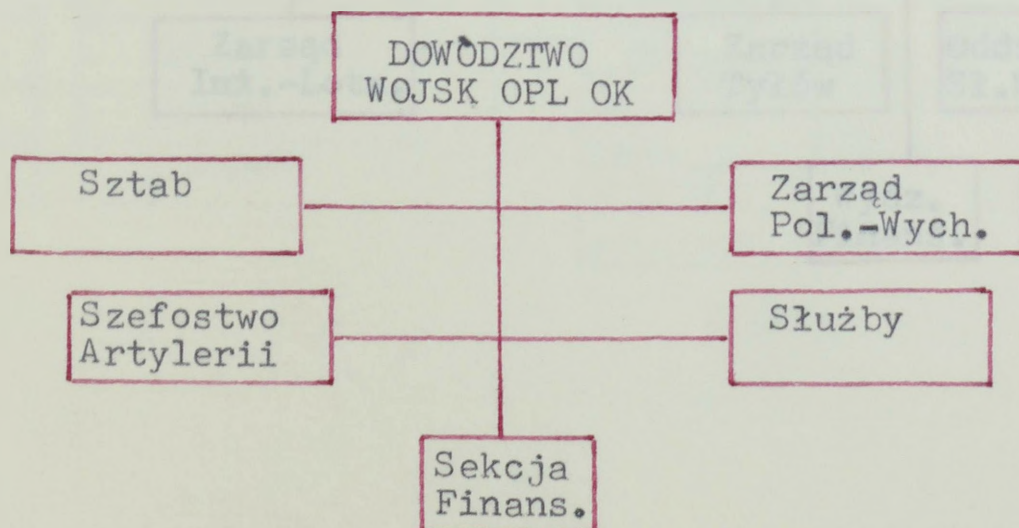 DOWÓDZTWO
WOJSK OPL OK
Sztab
Zarząd
Pol.-Wych.
Szefostwo
Artylerii
Służby
Sekcja
Finans.